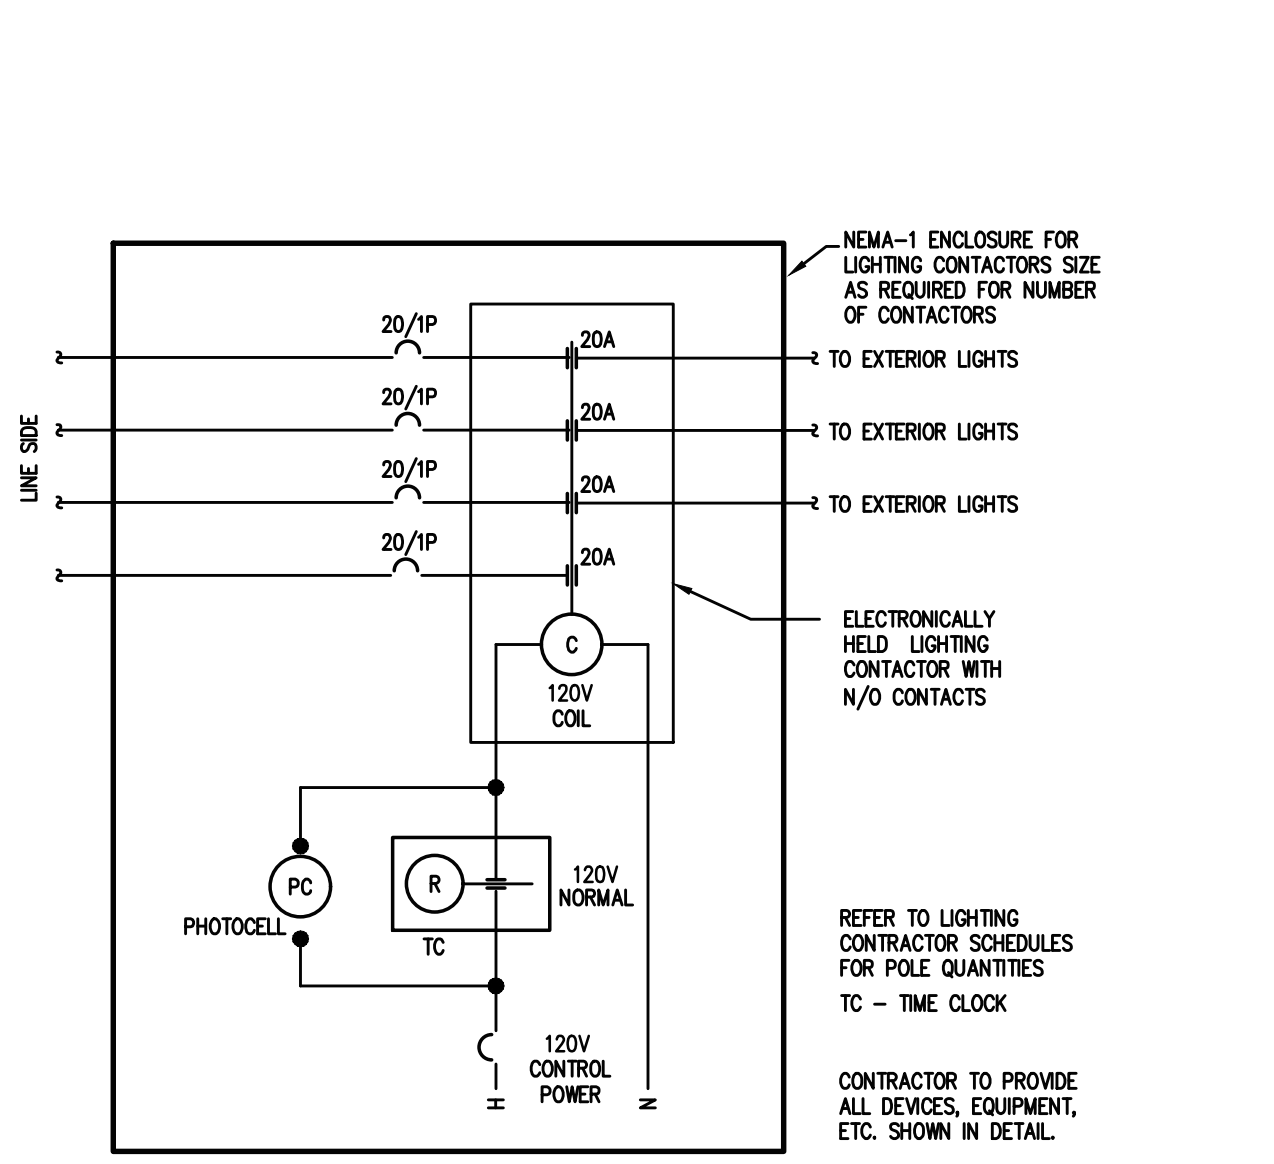 NEMA-1 ENCLOSURE FOR
LIGHTING CONTACTORS SIZE
AS REQUIRED FOR NUMBER
OF CONTACTORS
20/1P
20A
TO EXTERIOR LIGHTS
20/1P
20A
TO EXTERIOR LIGHTS
LINE SIDE
20/1P
20A
TO EXTERIOR LIGHTS
20/1P
20A
ELECTRONICALLY
HELD LIGHTING
CONTACTOR WITH
N/O CONTACTS
C
120V
COIL
PC
PHOTOCELL
R
TC
120V
NORMAL
REFER TO LIGHTING
CONTRACTOR SCHEDULES
FOR POLE QUANTITIES
TC - TIME CLOCK
120V
CONTROL
POWER
H
N
CONTRACTOR TO PROVIDE
ALL DEVICES, EQUIPMENT,
ETC. SHOWN IN DETAIL.